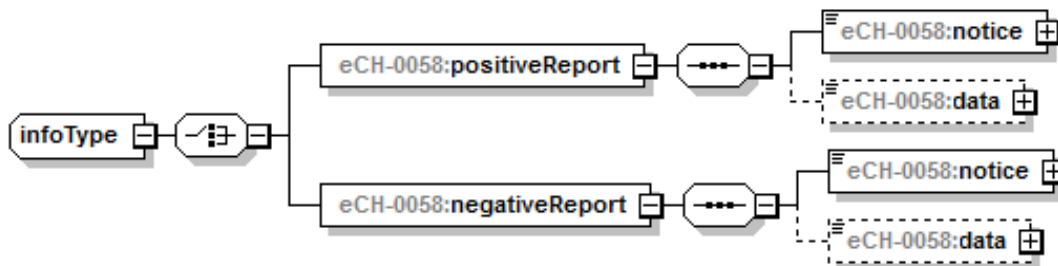 eCH-0058:notice
eCH-0058:positiveReport
eCH-0058:data
infoType
eCH-0058:notice
eCH-0058:negativeReport
eCH-0058:data